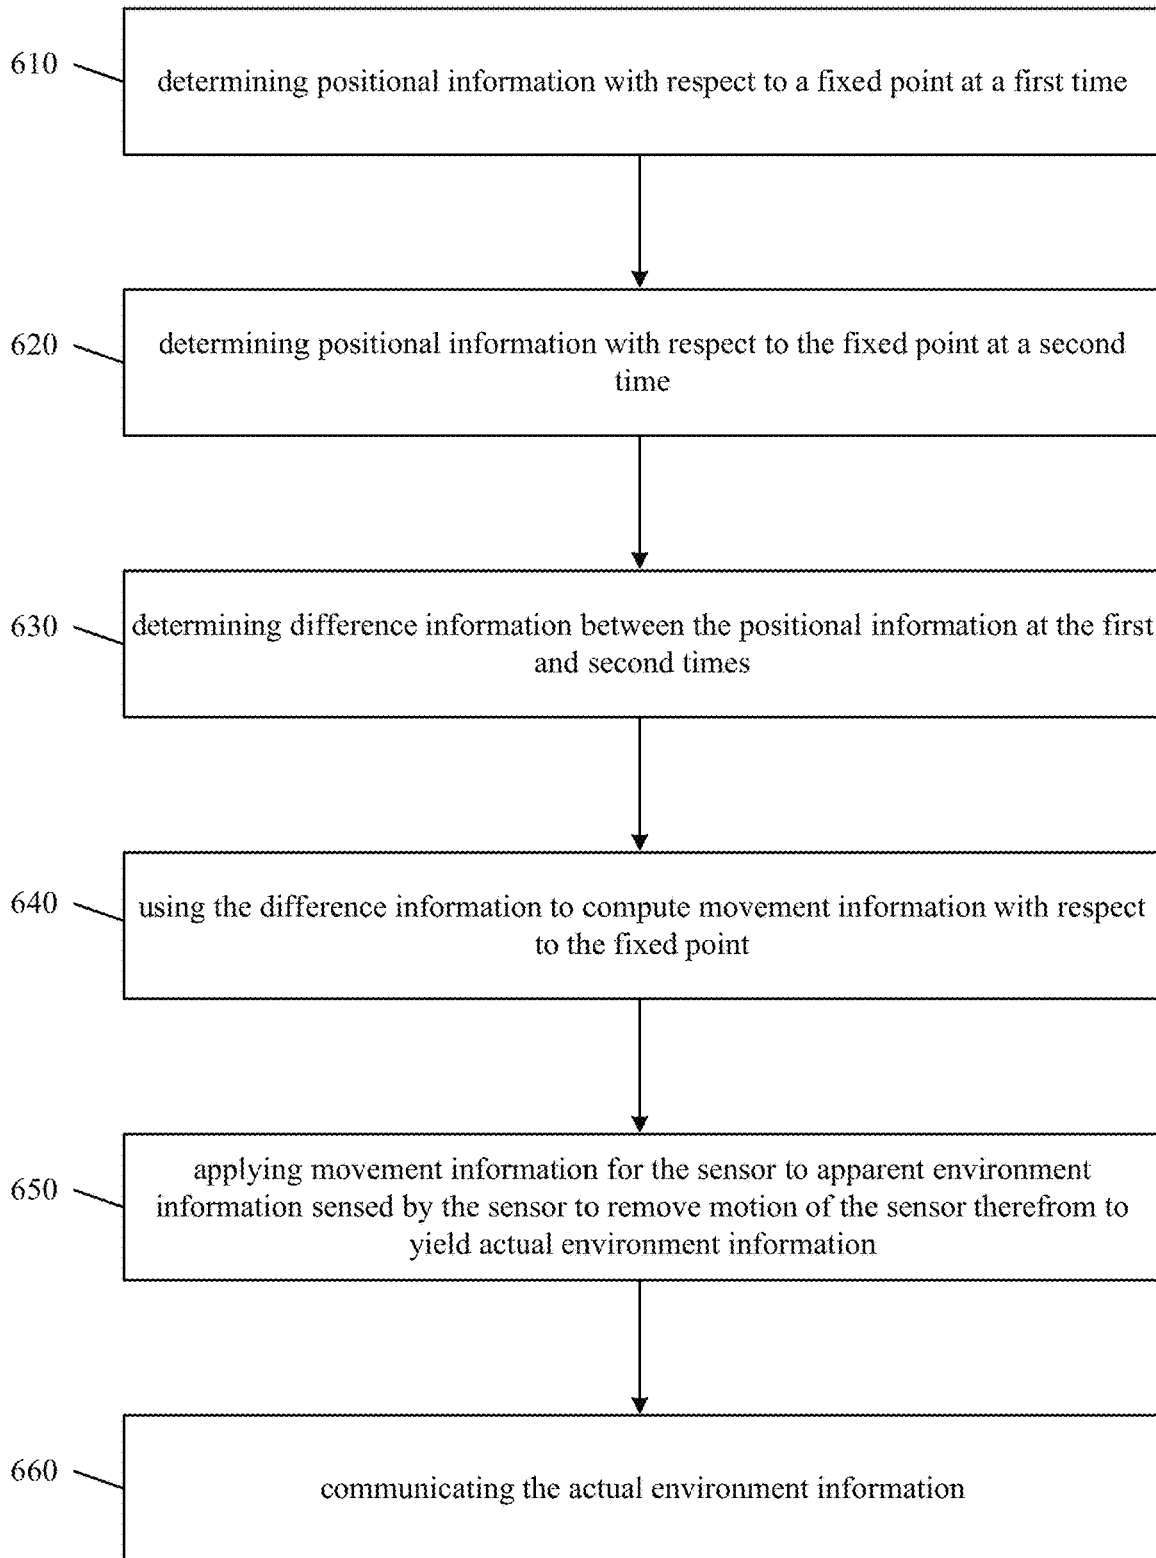 610
determining positional information with respect to a fixed point at a first time
620
determining positional information with respect to the fixed point at a second
time
630
determining difference information between the positional information at the first
and second times
640
using the difference information to compute movement information with respect
to the fixed point
650
applying movement information for the sensor to apparent environment
information sensed by the sensor to remove motion of the sensor therefrom to
yield actual environment information
660
communicating the actual environment information